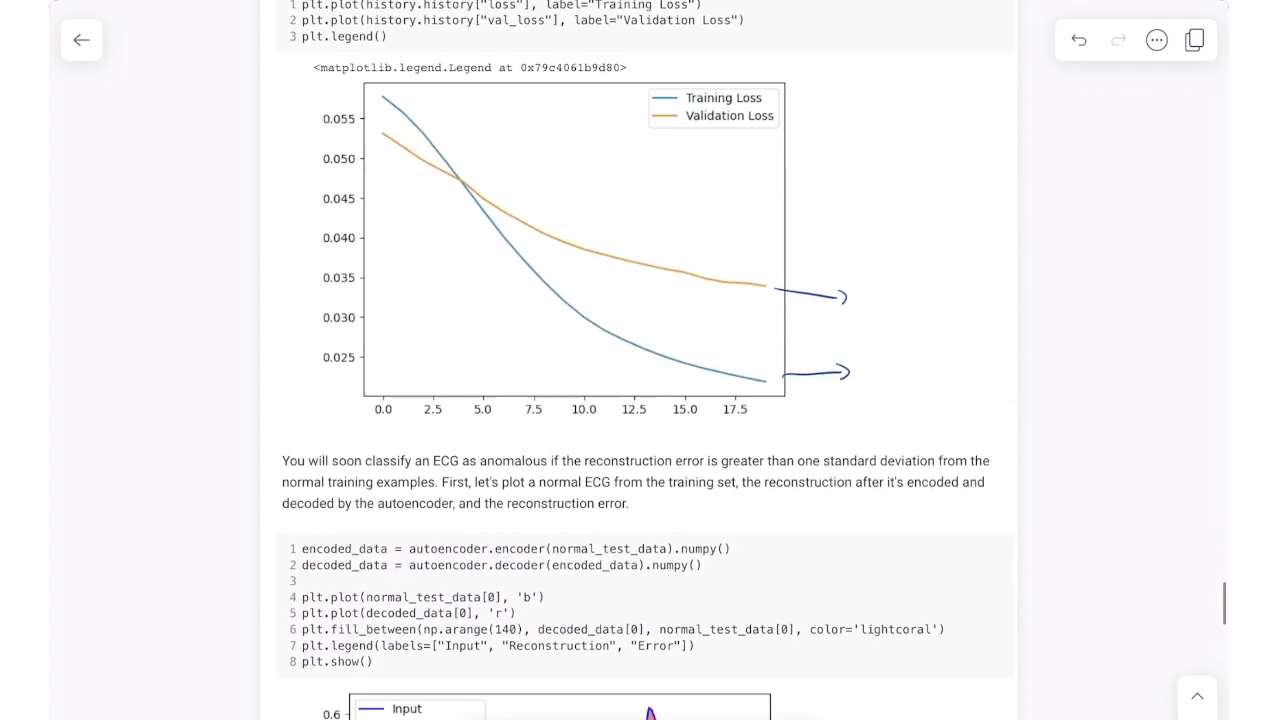 1 plt.plot(history.history["loss"], label="Training Loss")
2 plt.plot(history.history["val_loss"], label="Validation Loss")
3 plt.legend()
<matplotlib.legend.Legend at 0x79c4061b9d80>
Training Loss
Validation Loss
0.055
0.050
0.045
0.040
0.035
0.030
0.025
0.0 2.5 5.0 7.5 10.0 12.5 15.0 17.5
You will soon classify an ECG as anomalous if the reconstruction error is greater than one standard deviation from the
normal training examples. First, let's plot a normal ECG from the training set, the reconstruction after it's encoded and
decoded by the autoencoder, and the reconstruction error.
1 encoded_data = autoencoder.encoder(normal_test_data).numpy()
2 decoded_data = autoencoder.decoder(encoded_data).numpy()
3
4 plt.plot(normal_test_data[0], 'b')
5 plt.plot(decoded_data[0], 'r')
6 plt.fill_between(np.arange(140), decoded_data[0], normal_test_data[0], color='lightcoral')
7 plt.legend(labels=["Input", "Reconstruction", "Error"])
8 plt.show()
Input
0.6